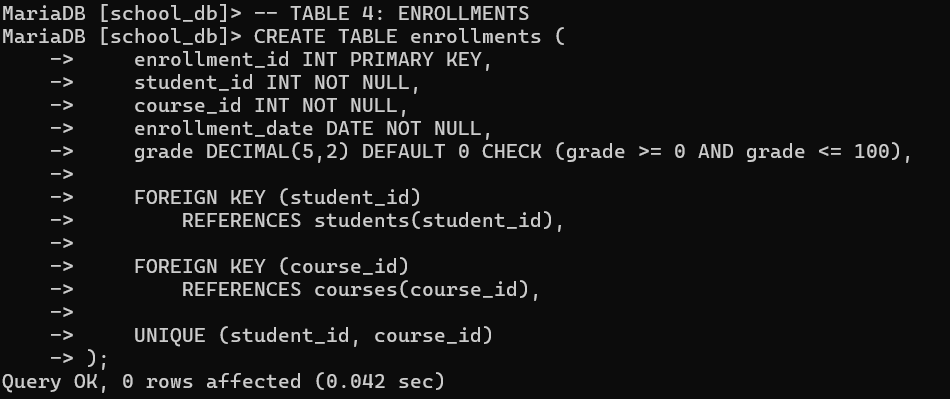 MariaDB [school_db]> -- TABLE 4: ENROLLMENTS
MariaDB [school_db]> CREATE TABLE enrollments (
    ->     enrollment_id INT PRIMARY KEY,
    ->     student_id INT NOT NULL,
    ->     course_id INT NOT NULL,
    ->     enrollment_date DATE NOT NULL,
    ->     grade DECIMAL(5,2) DEFAULT 0 CHECK (grade >= 0 AND grade <= 100),
    ->
    ->     FOREIGN KEY (student_id)
    ->         REFERENCES students(student_id),
    ->
    ->     FOREIGN KEY (course_id)
    ->         REFERENCES courses(course_id),
    ->
    ->     UNIQUE (student_id, course_id)
    -> );
Query OK, 0 rows affected (0.042 sec)